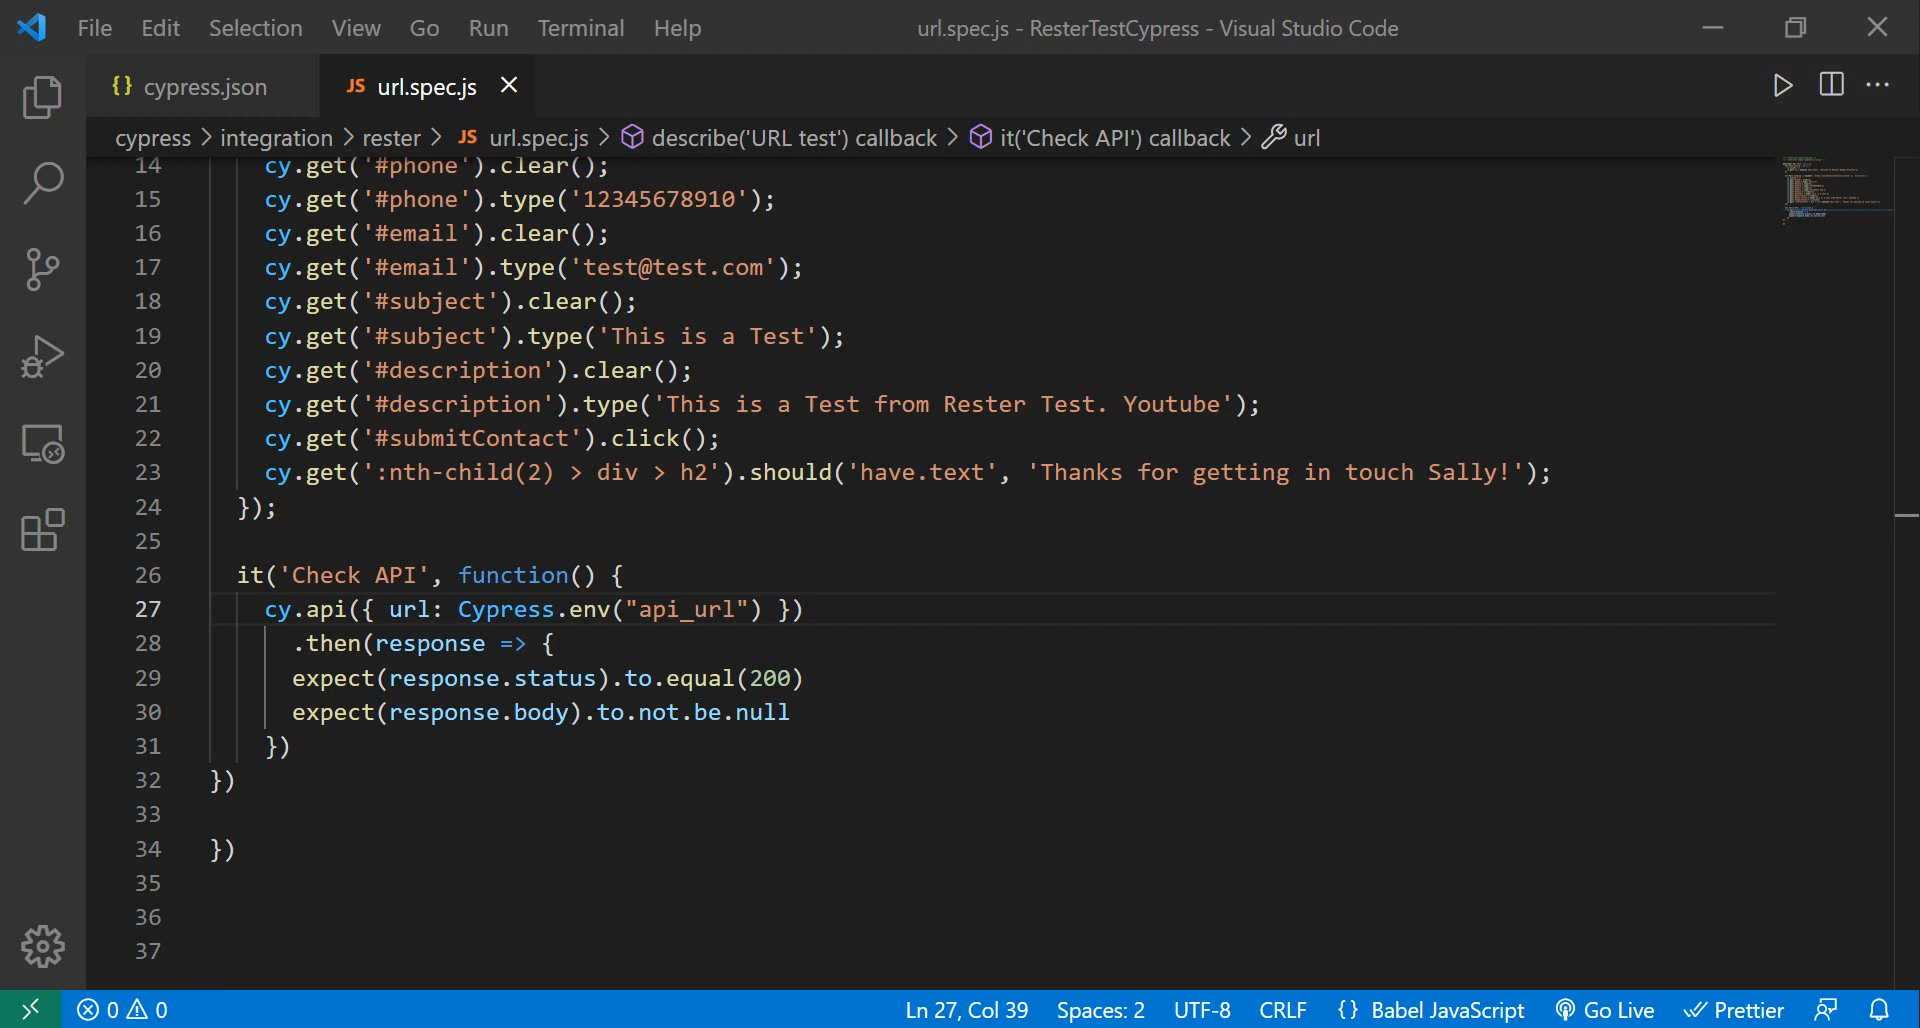 File Edit Selection View Go Run Terminal Help url.spec.js - ResterTestCypress - Visual Studio Code
{} cypress.json JS url.spec.js
cypress > integration > rester > JS url.spec.js > describe('URL test') callback > it('Check API') callback > url
14 cy.get('#phone').clear();
15 cy.get('#phone').type('12345678910');
16 cy.get('#email').clear();
17 cy.get('#email').type('test@test.com');
18 cy.get('#subject').clear();
19 cy.get('#subject').type('This is a Test');
20 cy.get('#description').clear();
21 cy.get('#description').type('This is a Test from Rester Test. Youtube');
22 cy.get('#submitContact').click();
23 cy.get(':nth-child(2) > div > h2').should('have.text', 'Thanks for getting in touch Sally!');
24 });
25
26 it('Check API', function() {
27 cy.api({ url: Cypress.env("api_url") })
28 .then(response => {
29 expect(response.status).to.equal(200)
30 expect(response.body).to.not.be.null
31 })
32 })
33
34 })
35
36
37
0 0 Ln 27, Col 39 Spaces: 2 UTF-8 CRLF {} Babel JavaScript Go Live Prettier